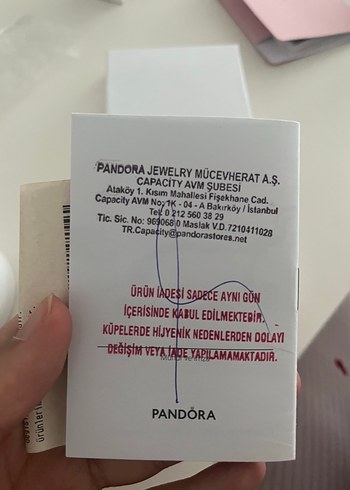 PANDORA JEWELRY MÜCEVHERAT A.Ş.
CAPACITY AVM ŞUBESİ
Ataköy 1. Kısım Mahallesi Fişekhane Cad.
Capacity AVM No: 1K - 04 - A Bakırköy / İstanbul
Tel: 0 212 560 38 29
Tic. Sic. No: 969068 0 Maslak V.D. 7210411028
TR.Capacity@pandorastores.net
ÜRÜN İADESİ SADECE AYNI GÜN
İÇERİSİNDE KABUL EDİLMEKTEDİR.
KÜPELERDE HİJYENİK NEDENLERDEN DOLAYI
DEĞİŞİM VEYA İADE YAPILAMAMAKTADIR.
PANDÖRA